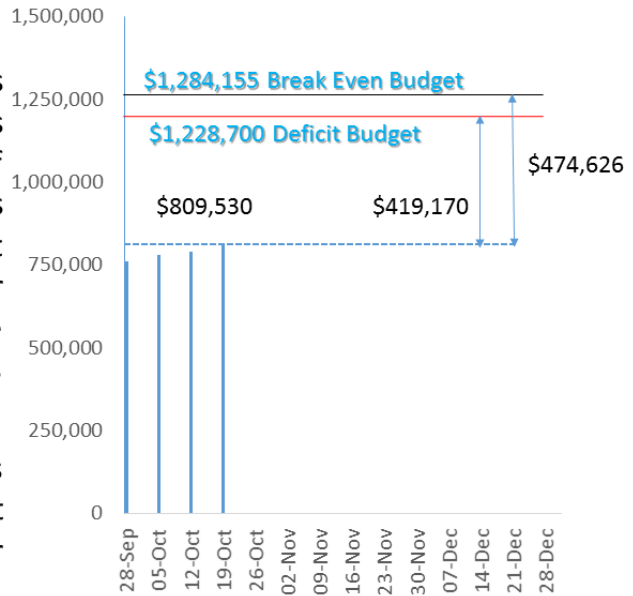 1,500,000
$1,284,155 Break Even Budget
1,250,000
$1,228,700 Deficit Budget
$474,626
1,000,000
$809,530
$419,170
750,000
500,000
250,000
0
28-Sep
05-Oct
12-Oct
19-Oct
26-Oct
02-Nov
09-Nov
16-Nov
23-Nov
30-Nov
07-Dec
14-Dec
21-Dec
28-Dec